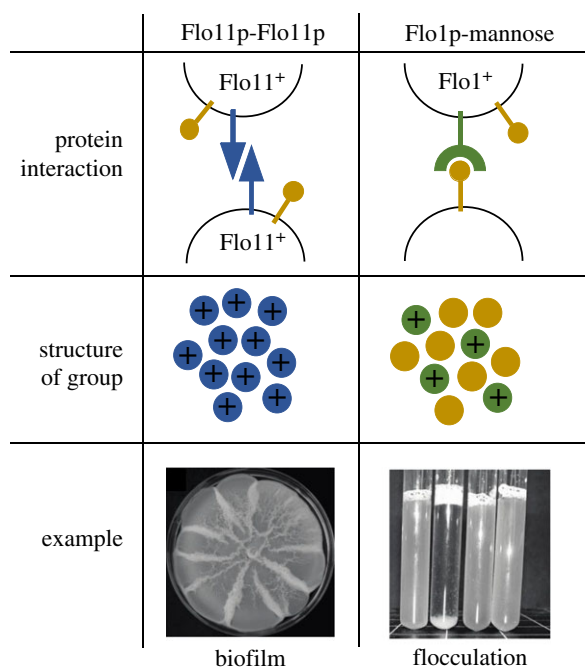 Flo11p-Flo11p Flo1p-mannose
Flo11⁺ Flo1⁺
protein
interaction
Flo11⁺
+ + + + + + + + + + +
+ + + +
structure
of group
example
biofilm flocculation